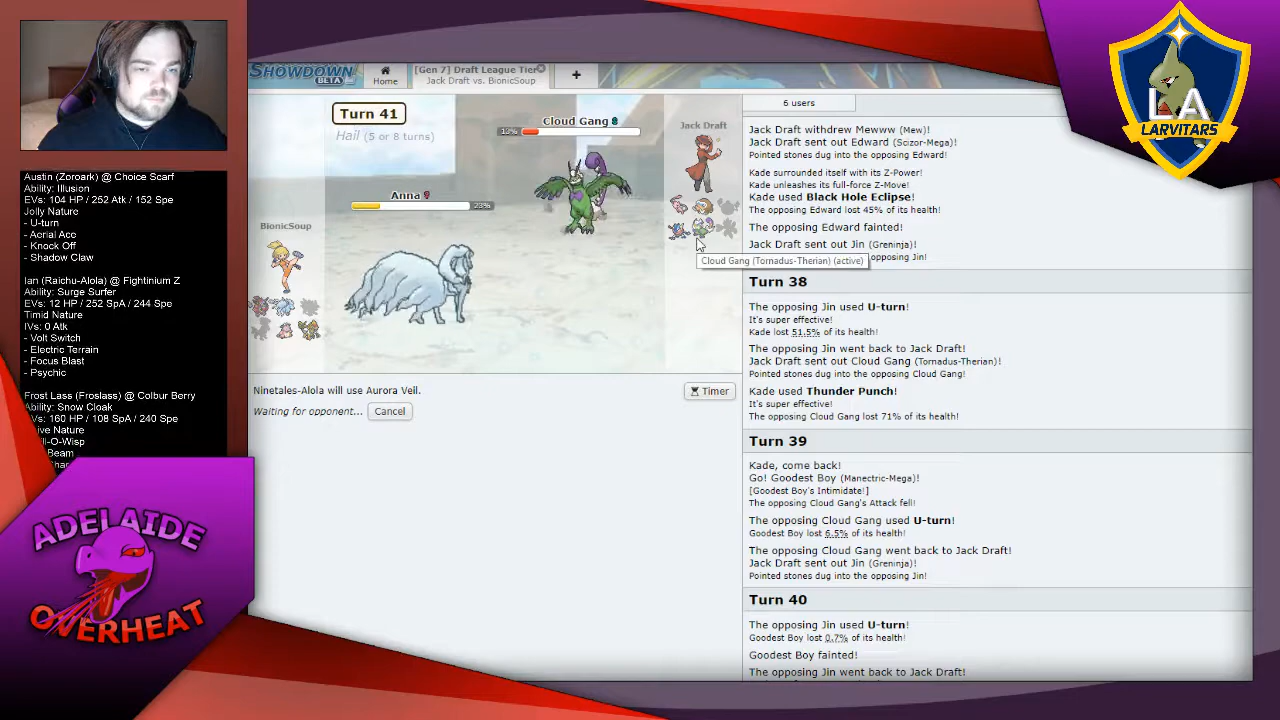 SHOWDOWN
BETA
Home
[Gen 7] Draft League Tier
Jack Draft vs. BionicSoup
+
LA
LARVITARS
Turn 41
Hail (5 or 8 turns)
Cloud Gang
13%
Anna
23%
Jack Draft
BionicSoup
Cloud Gang (Tornadus-Therian) (active)
Ninetales-Alola will use Aurora Veil.
Waiting for opponent...
Cancel
Timer
6 users
Jack Draft withdrew Mewww (Mew)!
Jack Draft sent out Edward (Scizor-Mega)!
Pointed stones dug into the opposing Edward!
Kade surrounded itself with its Z-Power!
Kade unleashes its full-force Z-Move!
Kade used Black Hole Eclipse!
The opposing Edward lost 45% of its health!
The opposing Edward fainted!
Jack Draft sent out Jin (Greninja)!
opposing Jin!
Turn 38
The opposing Jin used U-turn!
It's super effective!
Kade lost 51.5% of its health!
The opposing Jin went back to Jack Draft!
Jack Draft sent out Cloud Gang (Tornadus-Therian)!
Pointed stones dug into the opposing Cloud Gang!
Kade used Thunder Punch!
It's super effective!
The opposing Cloud Gang lost 71% of its health!
Turn 39
Kade, come back!
Go! Goodest Boy (Manectric-Mega)!
[Goodest Boy's Intimidate!]
The opposing Cloud Gang's Attack fell!
The opposing Cloud Gang used U-turn!
Goodest Boy lost 6.5% of its health!
The opposing Cloud Gang went back to Jack Draft!
Jack Draft sent out Jin (Greninja)!
Pointed stones dug into the opposing Jin!
Turn 40
The opposing Jin used U-turn!
Goodest Boy lost 0.7% of its health!
Goodest Boy fainted!
The opposing Jin went back to Jack Draft!
Austin (Zoroark) @ Choice Scarf
Ability: Illusion
EVs: 104 HP / 252 Atk / 152 Spe
Jolly Nature
- U-turn
- Aerial Ace
- Knock Off
- Shadow Claw
Ian (Raichu-Alola) @ Fightinium Z
Ability: Surge Surfer
EVs: 12 HP / 252 SpA / 244 Spe
Timid Nature
IVs: 0 Atk
- Volt Switch
- Electric Terrain
- Focus Blast
- Psychic
Frost Lass (Froslass) @ Colbur Berry
Ability: Snow Cloak
EVs: 160 HP / 108 SpA / 240 Spe
Nature
ill-O-Wisp
Beam
ADELAIDE
OVERHEAT